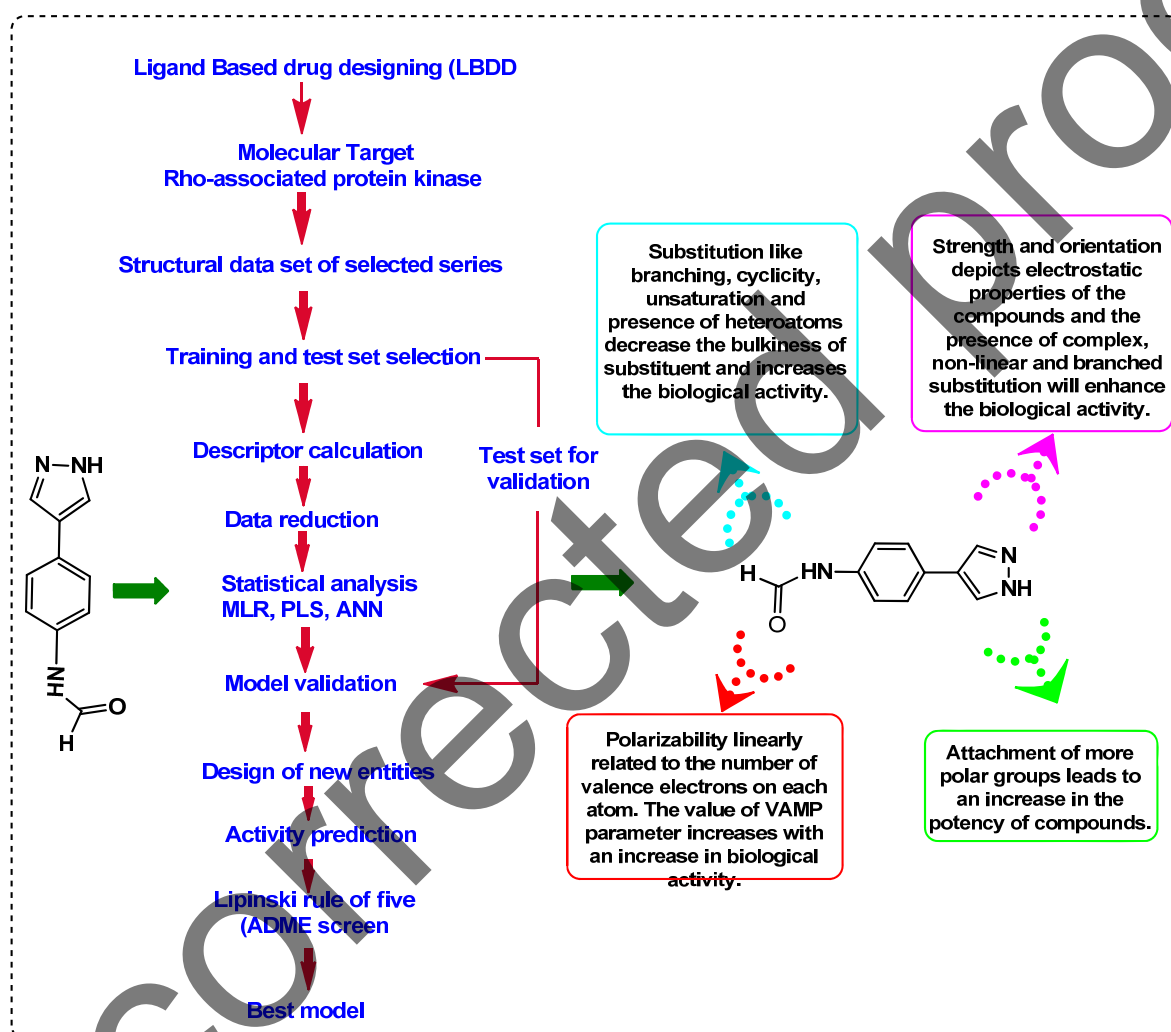 Ligand Based drug designing (LBDD
Molecular Target
Rho-associated protein kinase
Structural data set of selected series
Training and test set selection
Descriptor calculation
Test set for
validation
Data reduction
Statistical analysis
MLR, PLS, ANN
Model validation
Design of new entities
Activity prediction
Lipinski rule of five
(ADME screen
Best model
N
NH
HN
O
H
Substitution like
branching, cyclicity,
unsaturation and
presence of heteroatoms
decrease the bulkiness of
substituent and increases
the biological activity.
Strength and orientation
depicts electrostatic
properties of the
compounds and the
presence of complex,
non-linear and branched
substitution will enhance
the biological activity.
H
HN
O
N
NH
Polarizability linearly
related to the number of
valence electrons on each
atom. The value of VAMP
parameter increases with
an increase in biological
activity.
Attachment of more
polar groups leads to
an increase in the
potency of compounds.
corrected proo